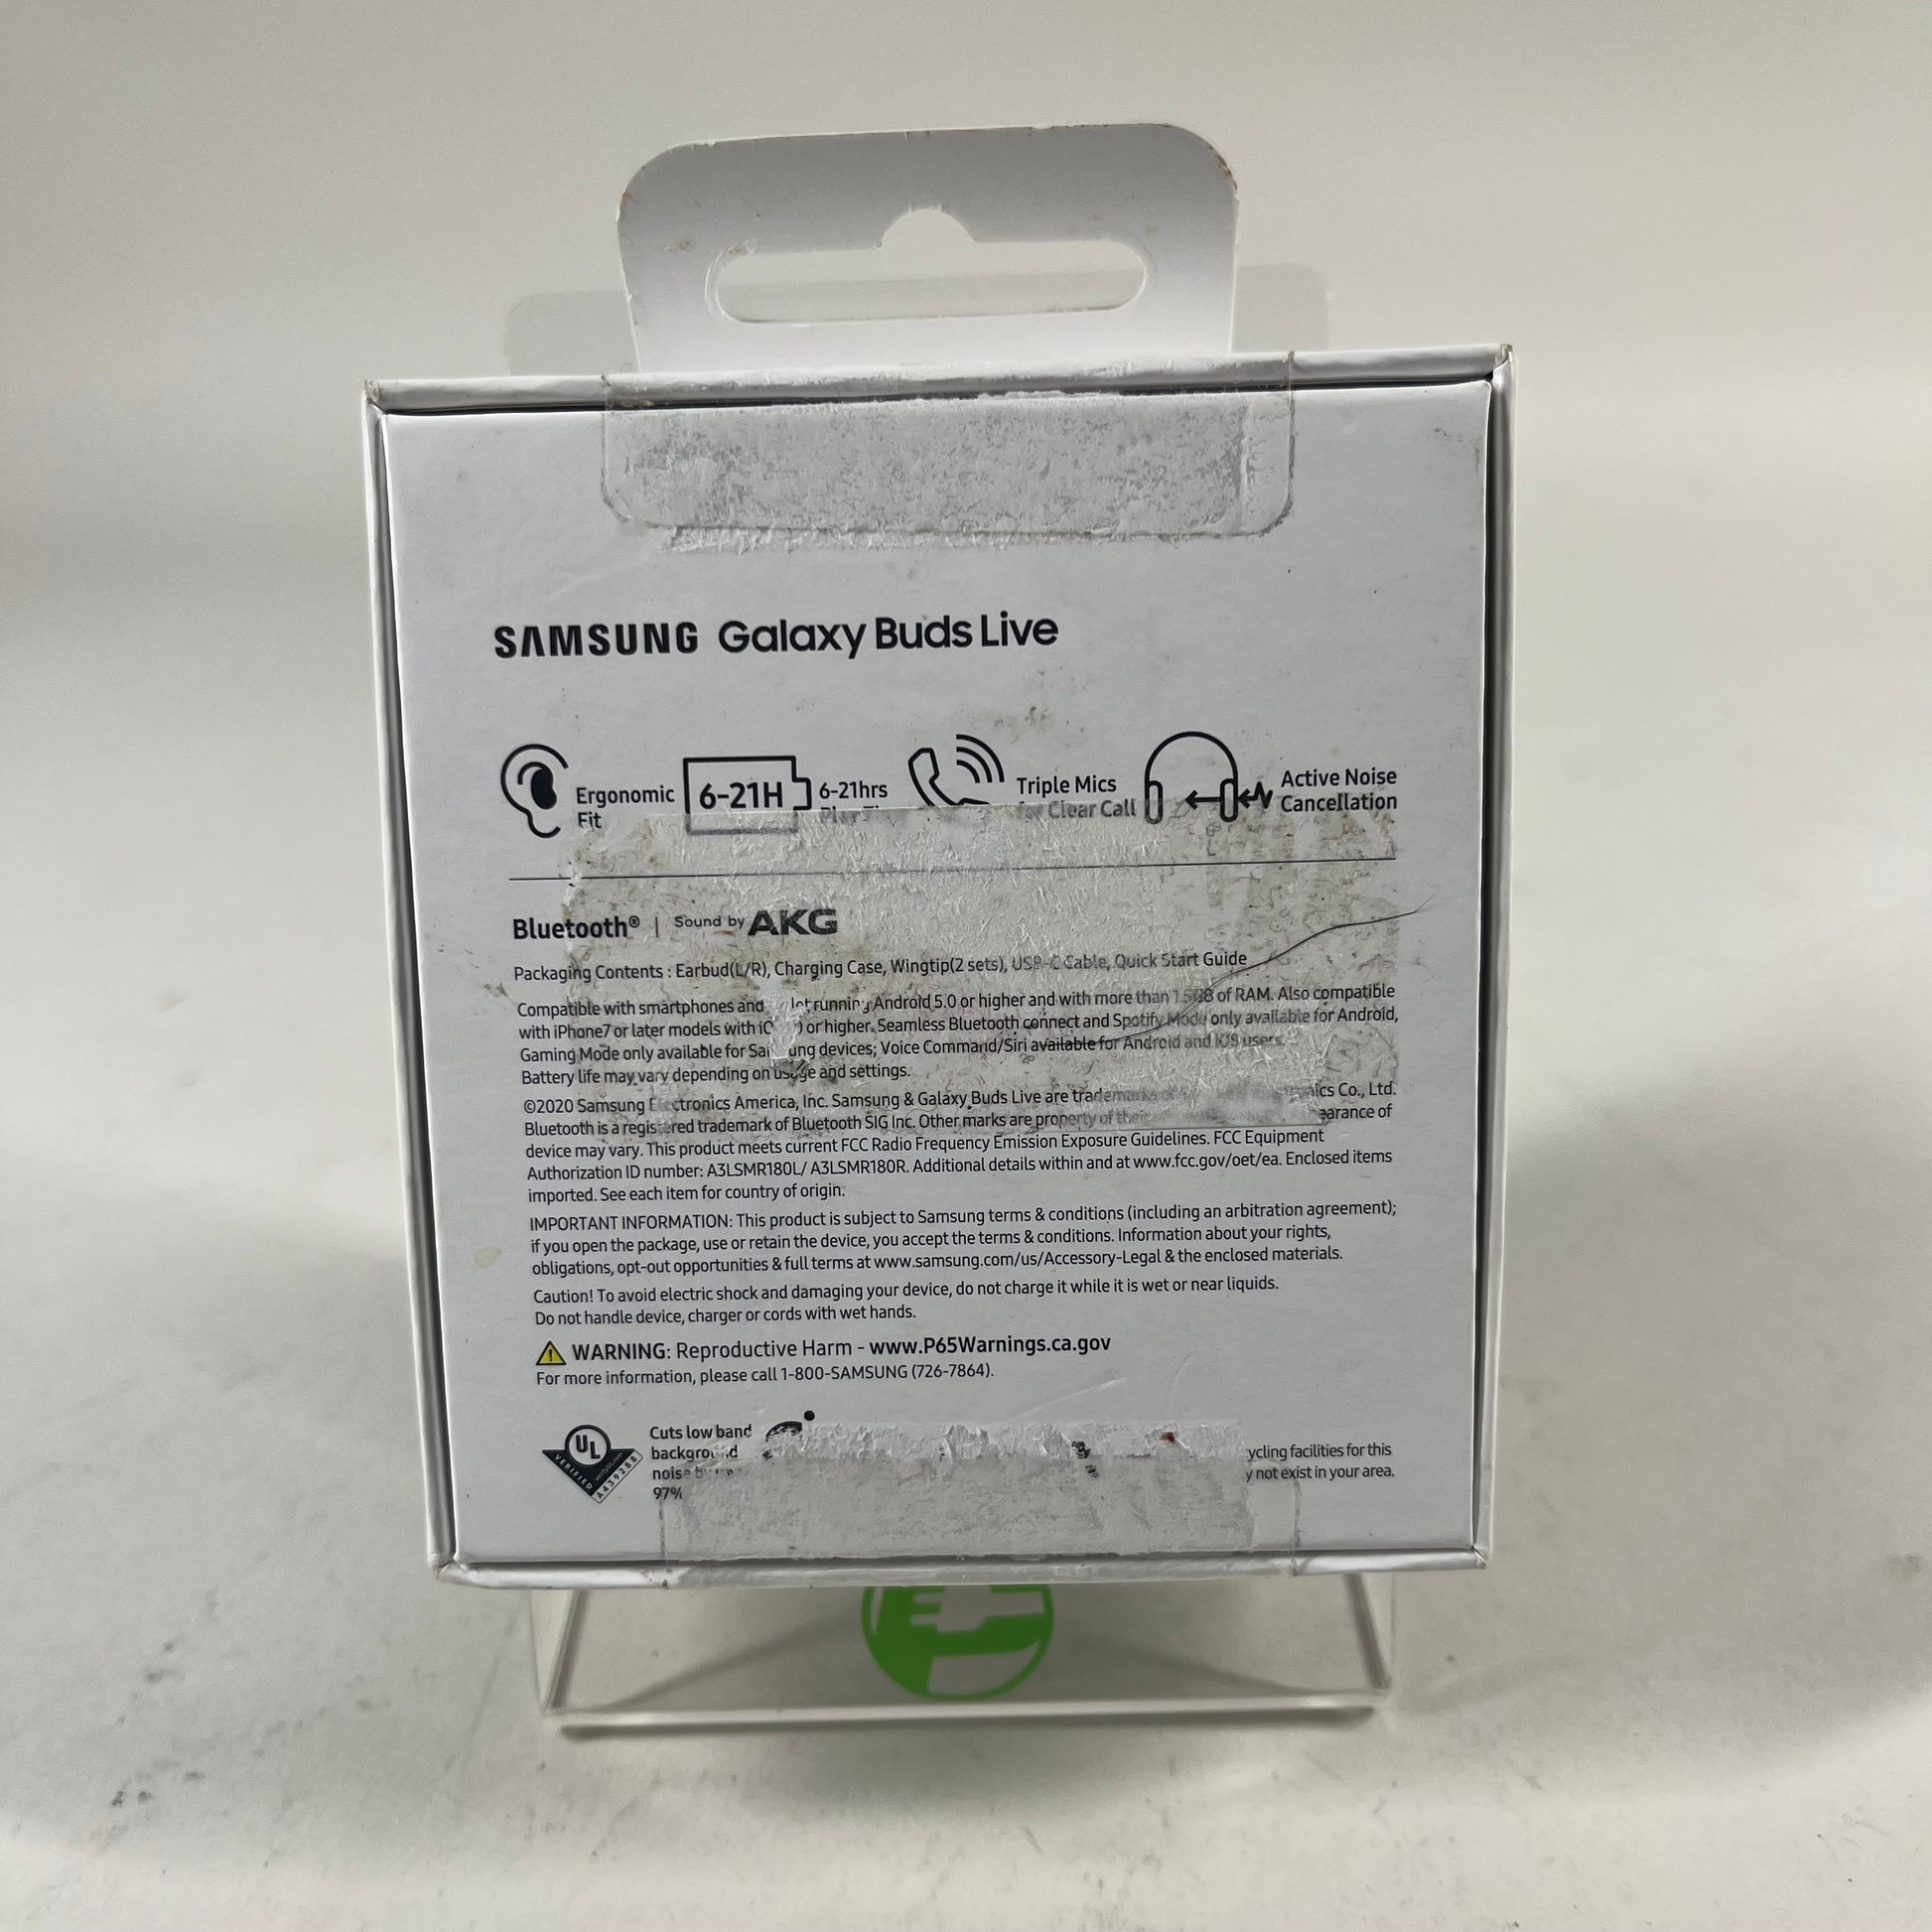 SAMSUNG Galaxy Buds Live
Ergonomic
Fit
6-21H
6-21hrs
Triple Mics
for Clear Call
Active Noise
Cancellation
Bluetooth® | Sound by AKG
Packaging Contents : Earbud(L/R), Charging Case, Wingtip(2 sets), USB-C Cable, Quick Start Guide
Compatible with smartphones and running Android 5.0 or higher and with more than 1.5GB of RAM. Also compatible
with iPhone7 or later models with or higher. Seamless Bluetooth connect and Spotify Mode only available for Android,
Gaming Mode only available for Samsung devices; Voice Command/Siri available for Android and IOS users.
Battery life may vary depending on usage and settings.
©2020 Samsung Electronics America, Inc. Samsung & Galaxy Buds Live are trademarks of Co., Ltd.
Bluetooth is a registered trademark of Bluetooth SIG Inc. Other marks are property of their
device may vary. This product meets current FCC Radio Frequency Emission Exposure Guidelines. FCC Equipment
Authorization ID number: A3LSMR180L/ A3LSMR180R. Additional details within and at www.fcc.gov/oet/ea. Enclosed items
imported. See each item for country of origin.
IMPORTANT INFORMATION: This product is subject to Samsung terms & conditions (including an arbitration agreement);
if you open the package, use or retain the device, you accept the terms & conditions. Information about your rights,
obligations, opt-out opportunities & full terms at www.samsung.com/us/Accessory-Legal & the enclosed materials.
Caution! To avoid electric shock and damaging your device, do not charge it while it is wet or near liquids.
Do not handle device, charger or cords with wet hands.
WARNING: Reproductive Harm - www.P65Warnings.ca.gov
For more information, please call 1-800-SAMSUNG (726-7864).
UL
VERIFIED
A439288
Cuts low band
background
noise
97%
facilities for this
not exist in your area.